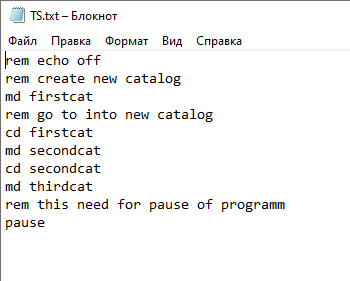 TS.txt – Блокнот
Файл Правка Формат Вид Справка
rem echo off
rem create new catalog
md firstcat
rem go to into new catalog
cd firstcat
md secondcat
cd secondcat
md thirdcat
rem this need for pause of programm
pause